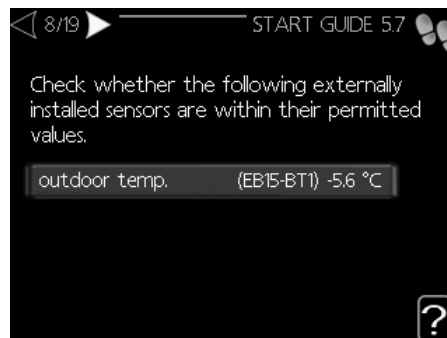 8/19 START GUIDE 5.7
Check whether the following externally
installed sensors are within their permitted
values.
outdoor temp. (EB15-BT1) -5.6 °C
?